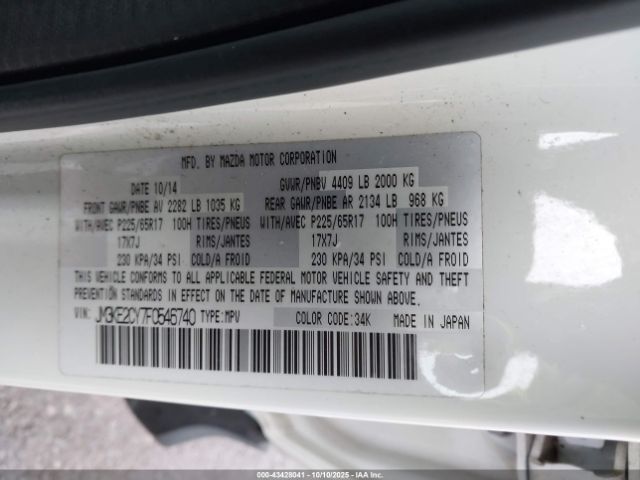 MFD. BY MAZDA MOTOR CORPORATION
DATE 10/14 GVWR/PNBV 4409 LB 2000 KG
FRONT GAWR/PNBE AV 2282 LB 1035 KG REAR GAWR/PNBE AR 2134 LB 968 KG
WITH/AVEC P225/65R17 100H TIRES/PNEUS WITH/AVEC P225/65R17 100H TIRES/PNEUS
17X7J RIMS/JANTES 17X7J RIMS/JANTES
230 KPA/34 PSI COLD/A FROID 230 KPA/34 PSI COLD/A FROID
THIS VEHICLE CONFORMS TO ALL APPLICABLE FEDERAL MOTOR VEHICLE SAFETY AND THEFT
PREVENTION STANDARDS IN EFFECT ON THE DATE OF MANUFACTURE SHOWN ABOVE.
VIN: JM3KE2CY7F0546740 TYPE:MPV COLOR CODE:34K MADE IN JAPAN
000-43428041 - 10/10/2025 - © IAA Holdings, LLC